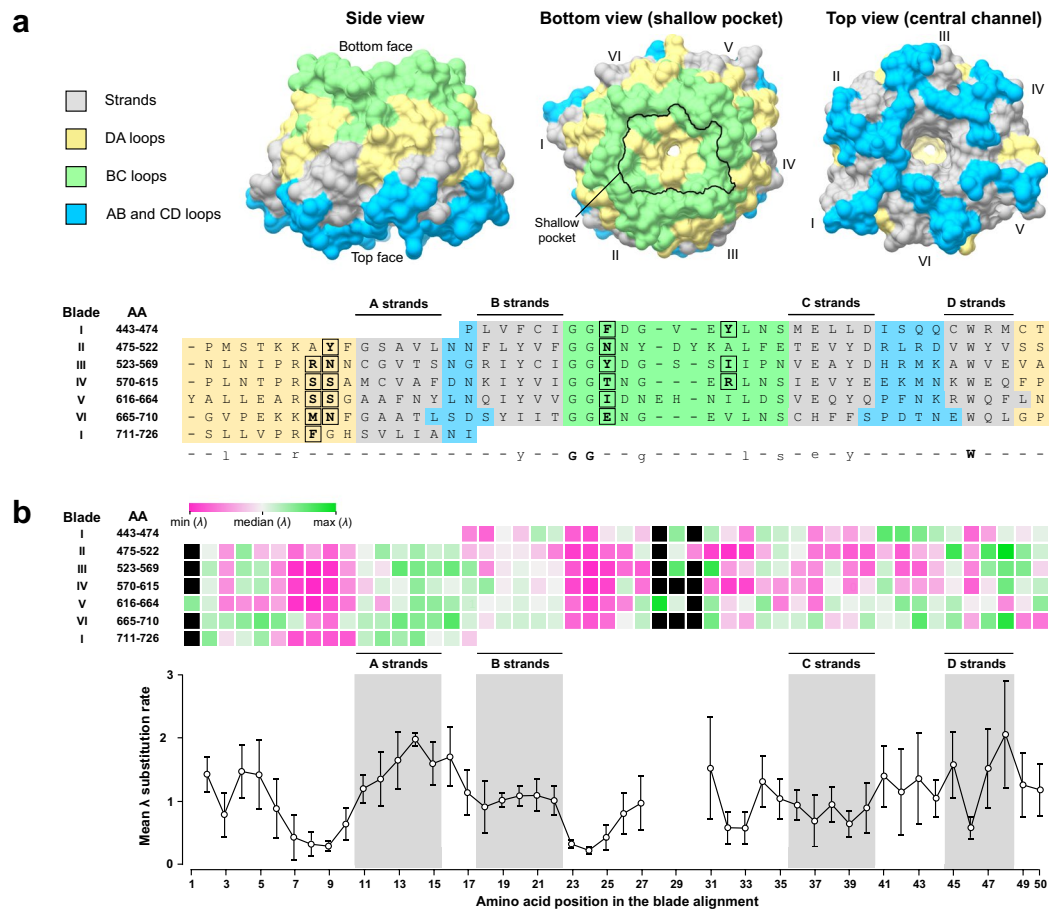 a
Side view
Bottom view (shallow pocket)
Top view (central channel)
Bottom face
Top face
Strands
DA loops
BC loops
AB and CD loops
VI
V
I
IV
II
III
Shallow
pocket
III
II
IV
I
V
VI
Blade AA A strands B strands C strands D strands
I 443-474 P L V F C I G G F D G - V - E Y L N S M E L L D I S Q Q C W R M C T
II 475-522 - P M S T K K A Y F G S A V L N N F L Y V F G G N N Y - D Y K A L F E T E V Y D R L R D V W Y V S S
III 523-569 - N L N I P R R N N C G V T S N G R I Y C I G G Y D G - S - I I P N S V E A Y D H R M K A W V E V A
IV 570-615 - P L N T P R S S A M C V A F D N K I Y V I G G T N G - - - E R L N S I E V Y E E K M N K W E Q F P
V 616-664 Y A L L E A R S S G A A F N Y L N Q I Y V V G G I D N E H - N I L D S V E Q Y Q P F N K R W Q F L N
VI 665-710 - G V P E K A M N F G A A T L S D S Y I I T G G E N G - - - E V L N S C H F F S P D T N E W Q L G P
I 711-726 - S L L V P R F G H S V L I A N I
- - l - - - r - - - - - - - - - - - - y - - G G - - g - - - - - l - s - e - y - - - - - - W - - - -
b
min (λ) median (λ) max (λ)
Blade AA
I 443-474
II 475-522
III 523-569
IV 570-615
V 616-664
VI 665-710
I 711-726
A strands B strands C strands D strands
Mean λ substitution rate
3
2
1
0
1 3 5 7 9 11 13 15 17 19 21 23 25 27 29 31 33 35 37 39 41 43 45 47 49 50
Amino acid position in the blade alignment